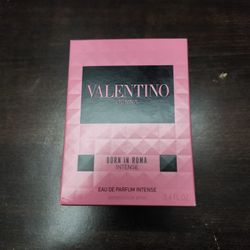 VALENTINO
DONNA
BORN IN ROMA
INTENSE
EAU DE PARFUM INTENSE